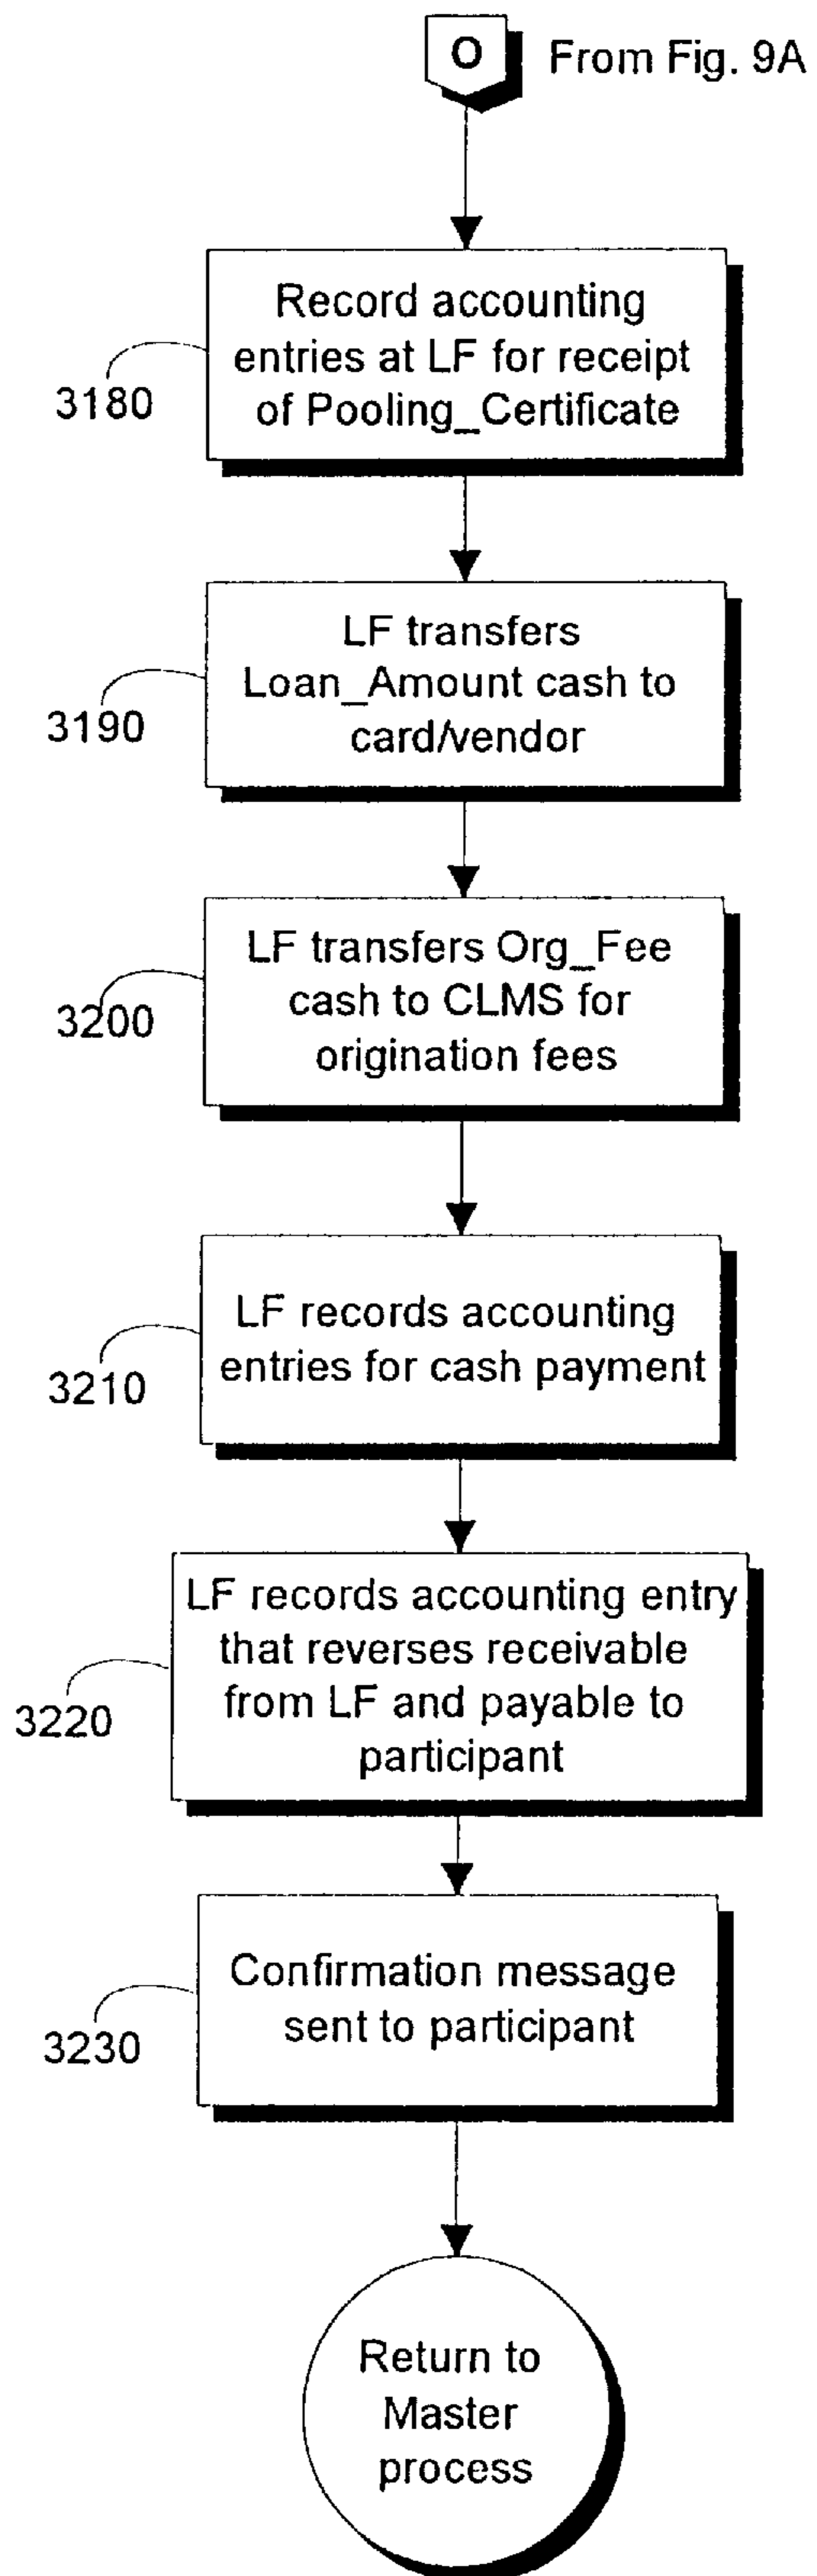 O From Fig. 9A
Record accounting
entries at LF for receipt
of Pooling_Certificate
3180
LF transfers
Loan_Amount cash to
card/vendor
3190
LF transfers Org_Fee
cash to CLMS for
origination fees
3200
LF records accounting
entries for cash payment
3210
LF records accounting entry
that reverses receivable
from LF and payable to
participant
3220
Confirmation message
sent to participant
3230
Return to
Master
process